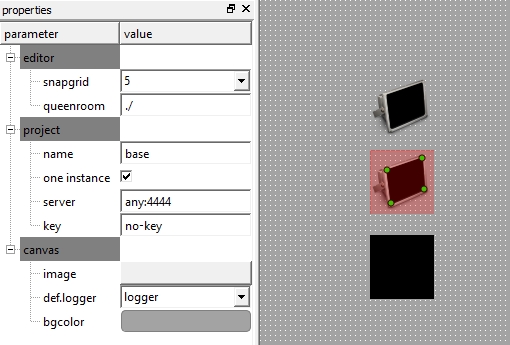 properties
parameter value
editor
snapgrid 5
queenroom ./
project
name base
one instance
server any:4444
key no-key
canvas
image
def.logger logger
bgcolor